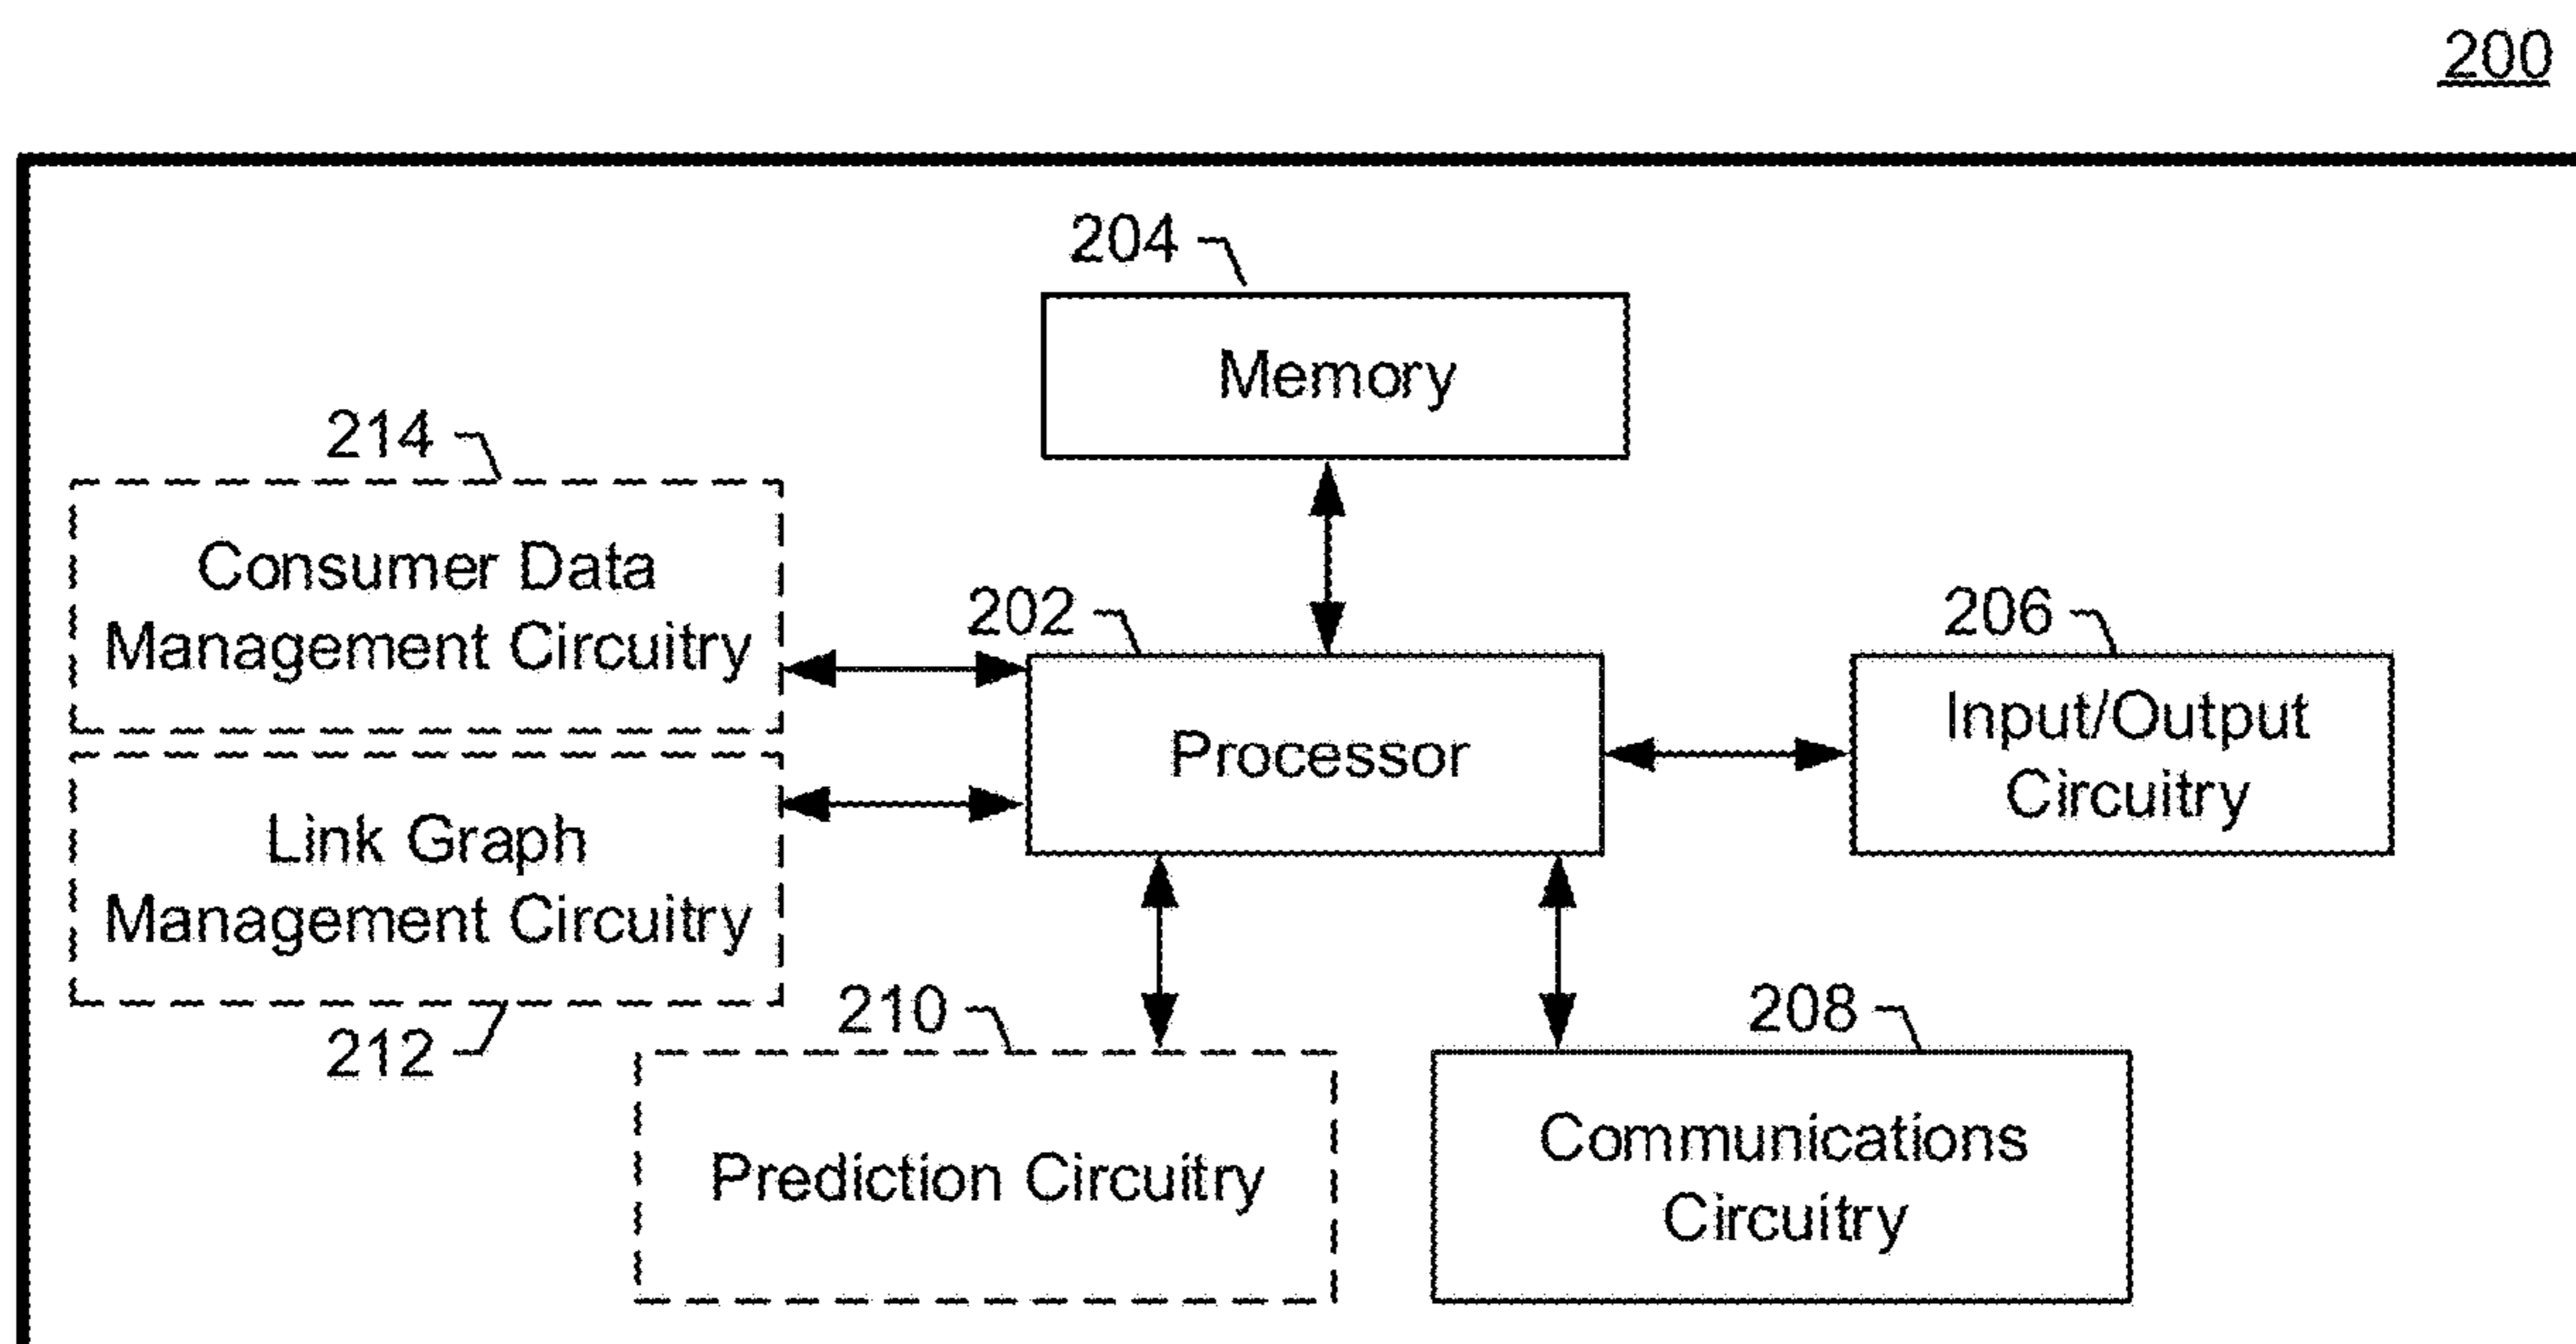 200
204
Memory
214
Consumer Data
Management Circuitry
202
Processor
206
Input/Output
Circuitry
Link Graph
Management Circuitry
212
210
Prediction Circuitry
208
Communications
Circuitry